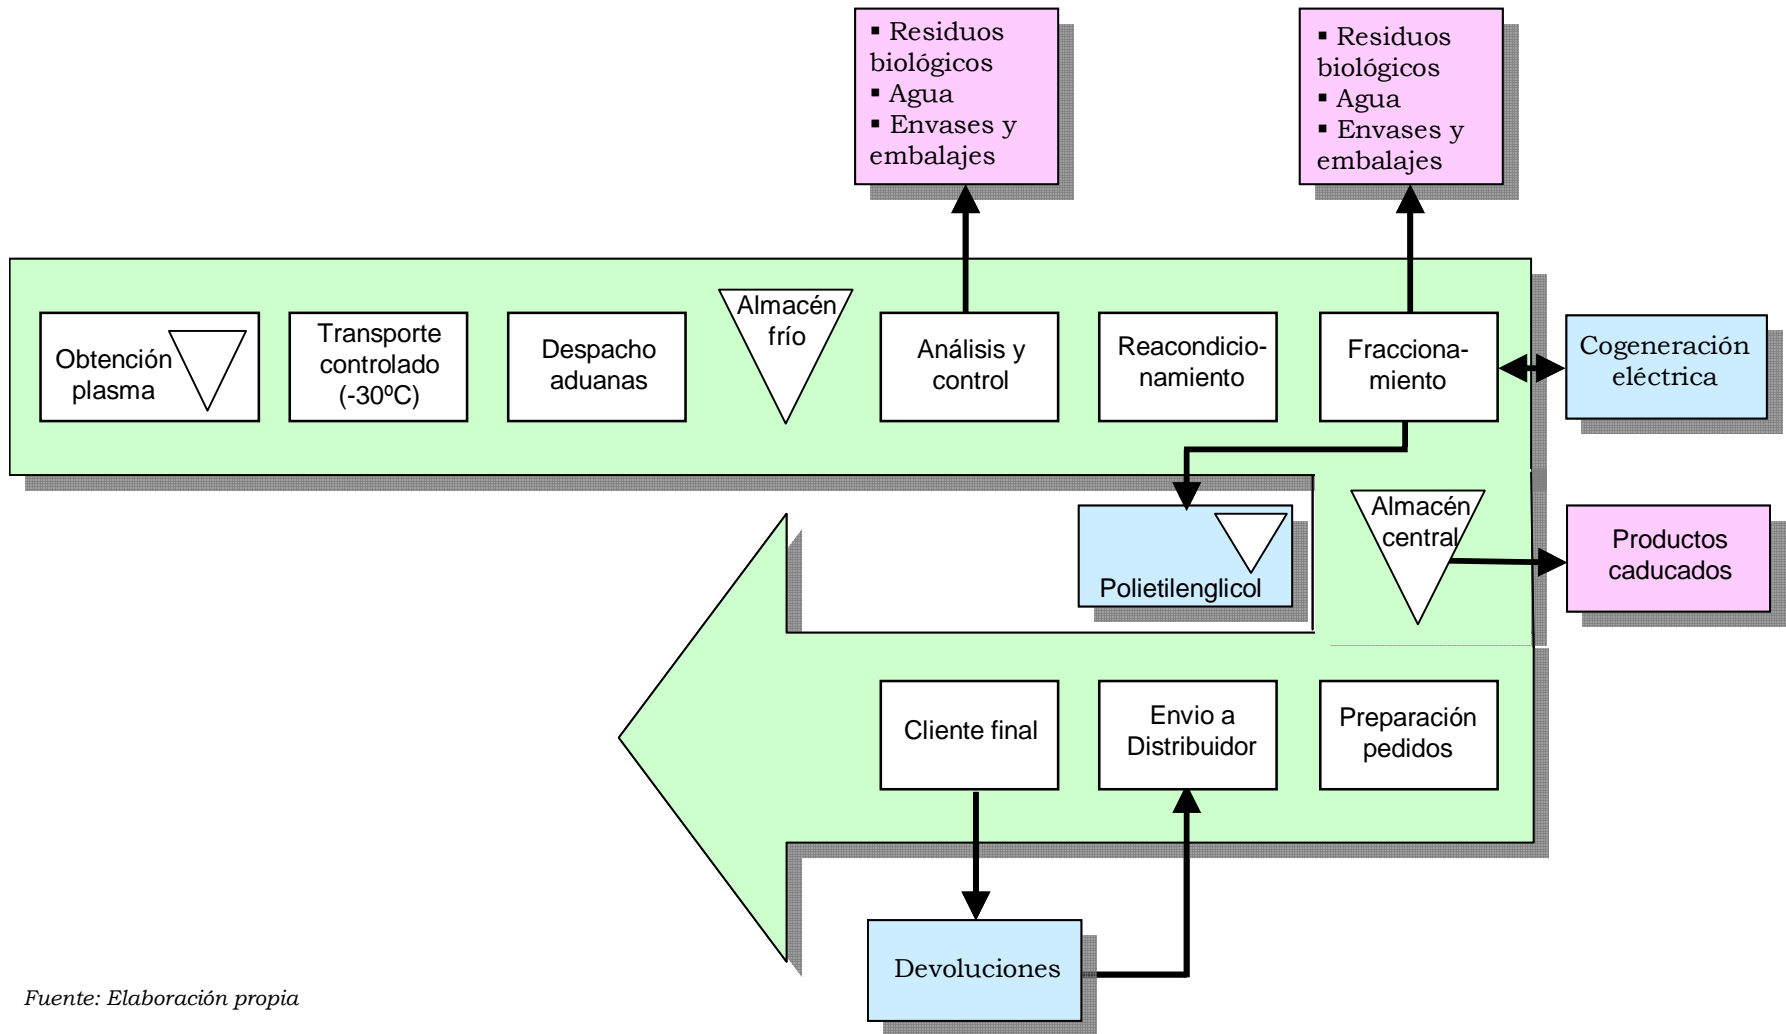 ▪ Residuos
biológicos
▪ Agua
▪ Envases y
embalajes
▪ Residuos
biológicos
▪ Agua
▪ Envases y
embalajes
Obtención
plasma
Transporte
controlado
(-30ºC)
Despacho
aduanas
Almacén
frío
Análisis y
control
Reacondicio-
namiento
Fracciona-
miento
Cogeneración
eléctrica
Polietilenglicol
Almacén
central
Productos
caducados
Cliente final
Envio a
Distribuidor
Preparación
pedidos
Devoluciones
Fuente: Elaboración propia